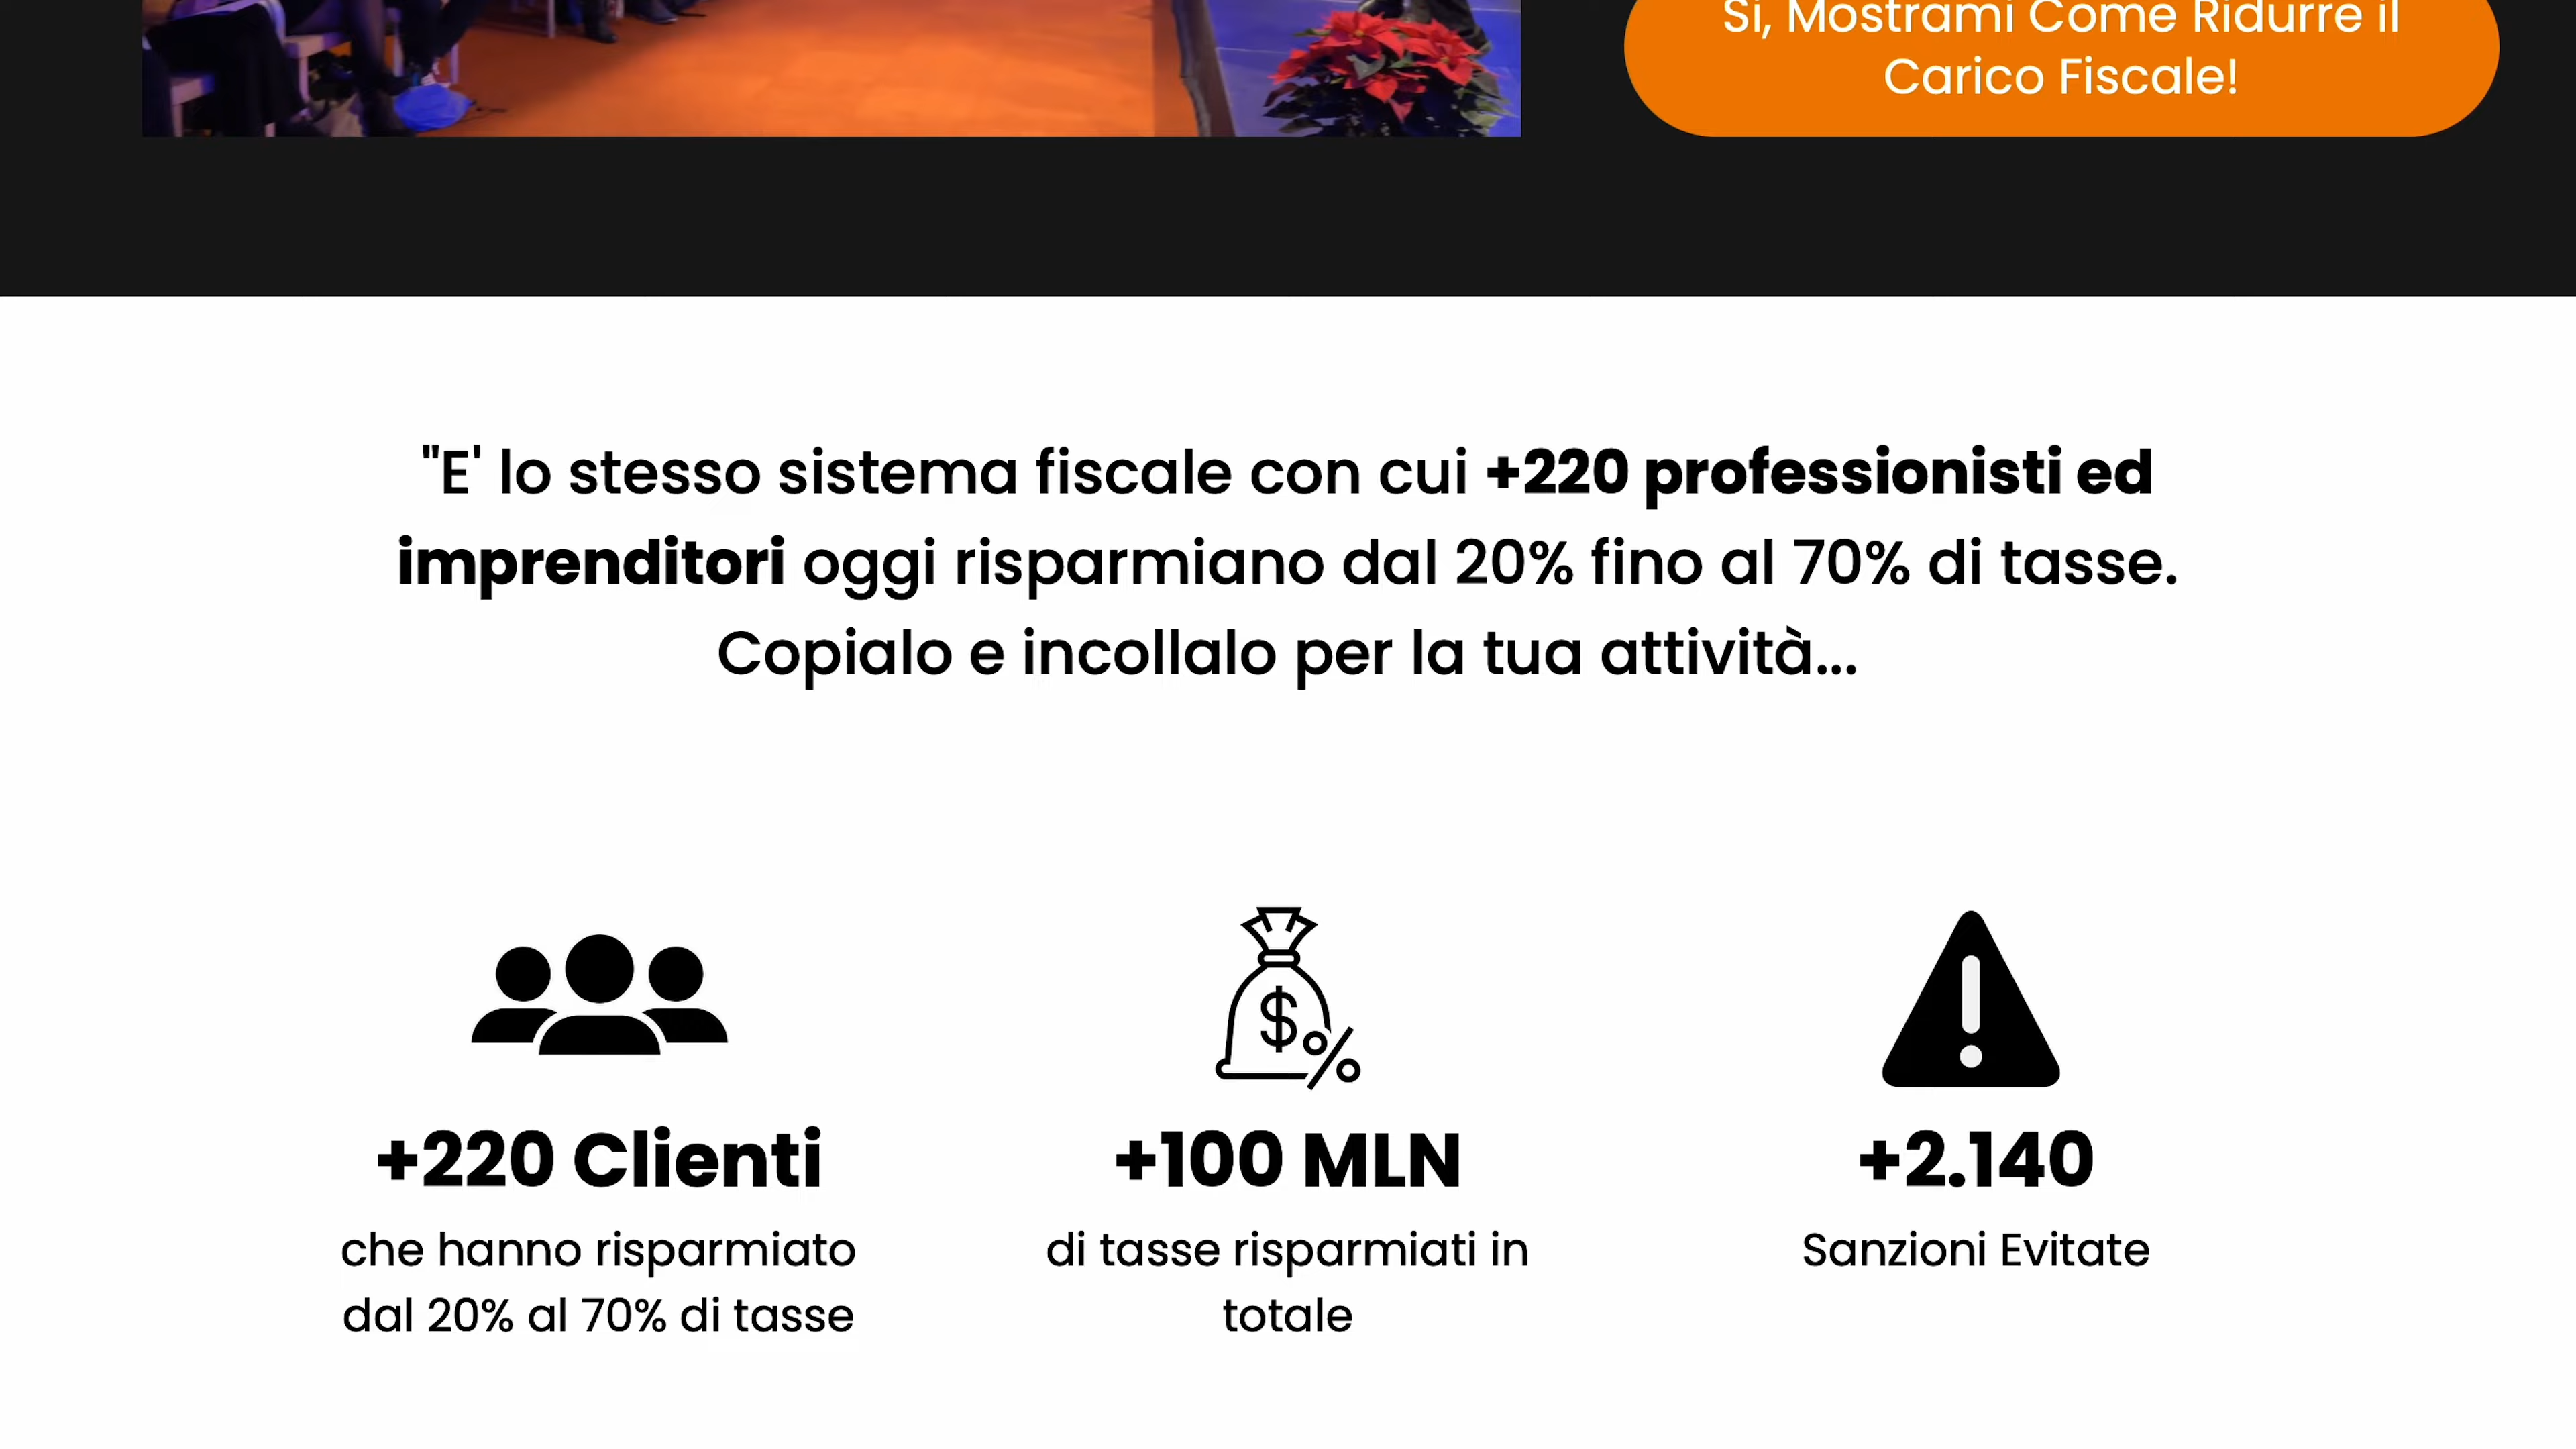 Si, Mostrami Come Ridurre il
Carico Fiscale!
"E' lo stesso sistema fiscale con cui +220 professionisti ed
imprenditori oggi risparmiano dal 20% fino al 70% di tasse.
Copialo e incollalo per la tua attività...
$%
+220 Clienti
che hanno risparmiato
dal 20% al 70% di tasse
+100 MLN
di tasse risparmiati in
totale
+2.140
Sanzioni Evitate